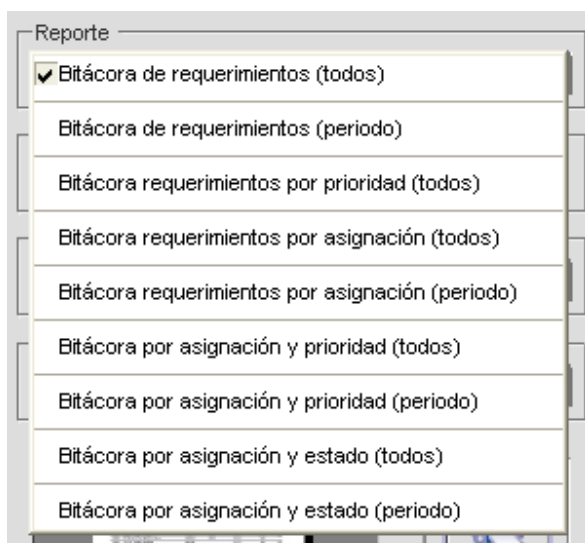 Reporte
Bitácora de requerimientos (todos)
Bitácora de requerimientos (periodo)
Bitácora requerimientos por prioridad (todos)
Bitácora requerimientos por asignación (todos)
Bitácora requerimientos por asignación (periodo)
Bitácora por asignación y prioridad (todos)
Bitácora por asignación y prioridad (periodo)
Bitácora por asignación y estado (todos)
Bitácora por asignación y estado (periodo)